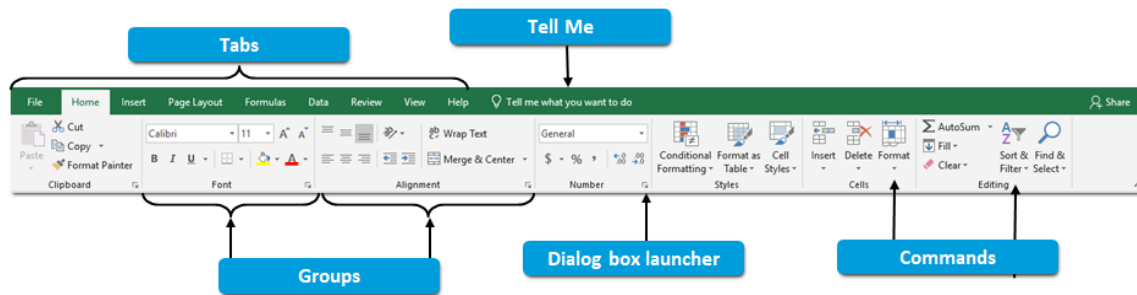 Tell Me
Tabs
File Home Insert Page Layout Formulas Data Review View Help Tell me what you want to do Share
Cut
Copy
Format Painter
Paste
Clipboard
Calibri 11 A A
B I U A
Font
ab Wrap Text
Merge & Center
Alignment
General
$ % , .00 .00
Number
Conditional Formatting
Format as Table
Cell Styles
Styles
Insert Delete Format
Cells
AutoSum
Fill
Clear
Sort & Filter
Find & Select
Editing
Groups
Dialog box launcher
Commands